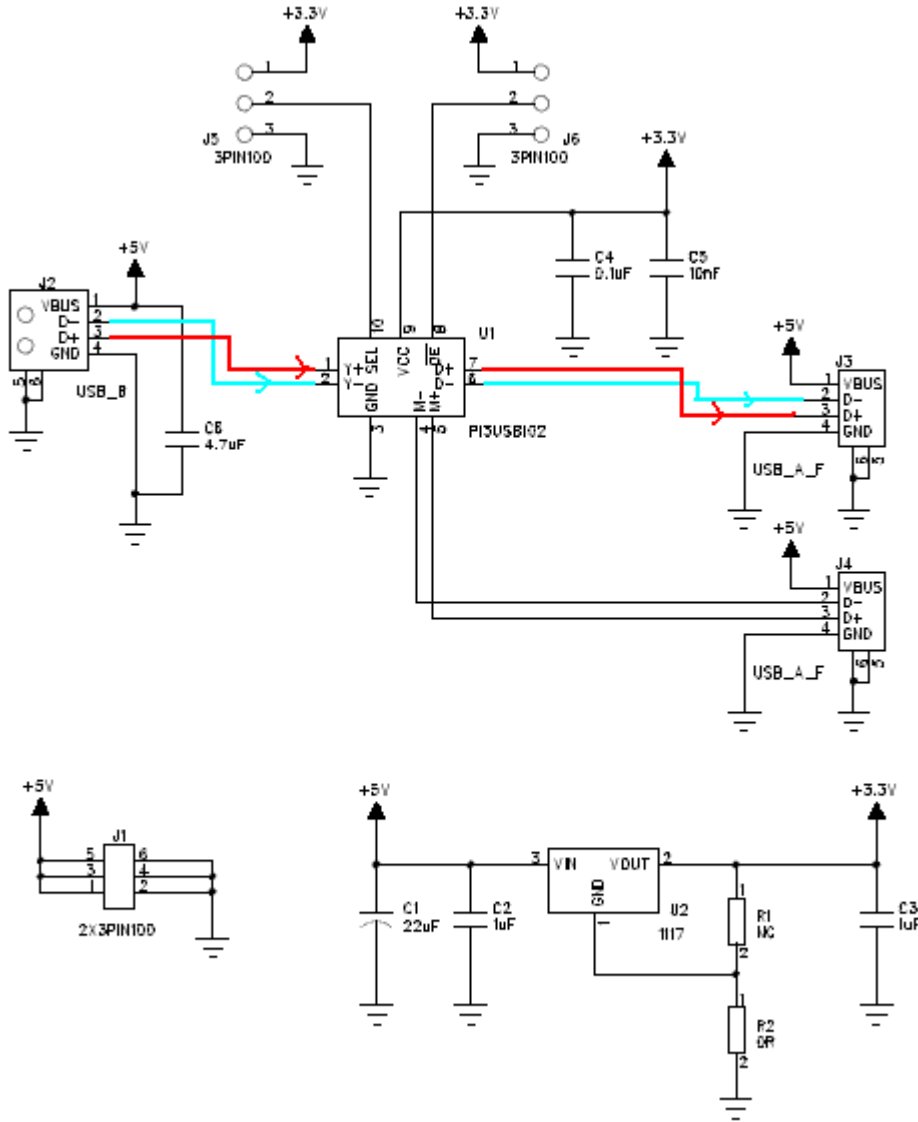 +3.3V
+3.3V
1
2
3
J5
3PIN100
1
2
3
J6
3PIN100
+3.3V
C4
0.1uF
C5
10nF
+5V
J2
VBUS
D-
D+
GND
1
2
3
4
USB_B
C6
4.7uF
10
9
8
U1
1
2
Y+
Y-
SEL
VCC
OE
D+
D-
7
GND
M-
M+
3
4
5
PI3USB102
+5V
J3
1
2
3
4
VBUS
D-
D+
GND
USB_A_F
+5V
J4
1
2
3
4
VBUS
D-
D+
GND
USB_A_F
+5V
J1
5
3
1
6
4
2
2X3PIN100
+5V
C1
22uF
C2
1uF
3
VIN
VOUT
2
GND
1
U2
1117
1
R1
NC
2
1
R2
0R
2
+3.3V
C3
1uF